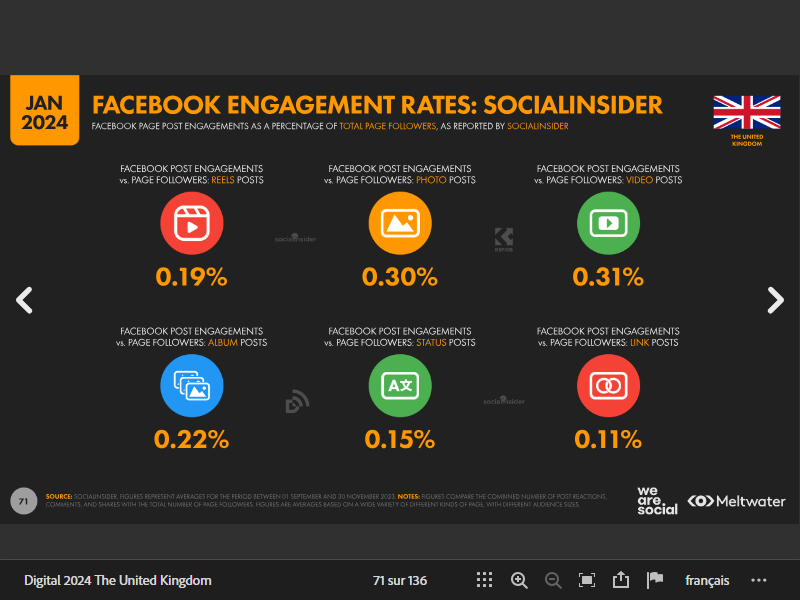 JAN
2024
FACEBOOK ENGAGEMENT RATES: SOCIALINSIDER
FACEBOOK PAGE POST ENGAGEMENTS AS A PERCENTAGE OF TOTAL PAGE FOLLOWERS, AS REPORTED BY SOCIALINSIDER
THE UNITED
KINGDOM
FACEBOOK POST ENGAGEMENTS
vs. PAGE FOLLOWERS: REELS POSTS
0.19%
FACEBOOK POST ENGAGEMENTS
vs. PAGE FOLLOWERS: PHOTO POSTS
0.30%
FACEBOOK POST ENGAGEMENTS
vs. PAGE FOLLOWERS: VIDEO POSTS
0.31%
socialinsider
KEPIOS
FACEBOOK POST ENGAGEMENTS
vs. PAGE FOLLOWERS: ALBUM POSTS
0.22%
FACEBOOK POST ENGAGEMENTS
vs. PAGE FOLLOWERS: STATUS POSTS
A文
0.15%
FACEBOOK POST ENGAGEMENTS
vs. PAGE FOLLOWERS: LINK POSTS
0.11%
socialinsider
71
SOURCE: SOCIALINSIDER. FIGURES REPRESENT AVERAGES FOR THE PERIOD BETWEEN 01 SEPTEMBER AND 30 NOVEMBER 2023. NOTES: FIGURES COMPARE THE COMBINED NUMBER OF POST REACTIONS,
COMMENTS, AND SHARES WITH THE TOTAL NUMBER OF PAGE FOLLOWERS. FIGURES ARE AVERAGES BASED ON A WIDE VARIETY OF DIFFERENT KINDS OF PAGE, WITH DIFFERENT AUDIENCE SIZES.
we
are
social
Meltwater
Digital 2024 The United Kingdom
71 sur 136
français